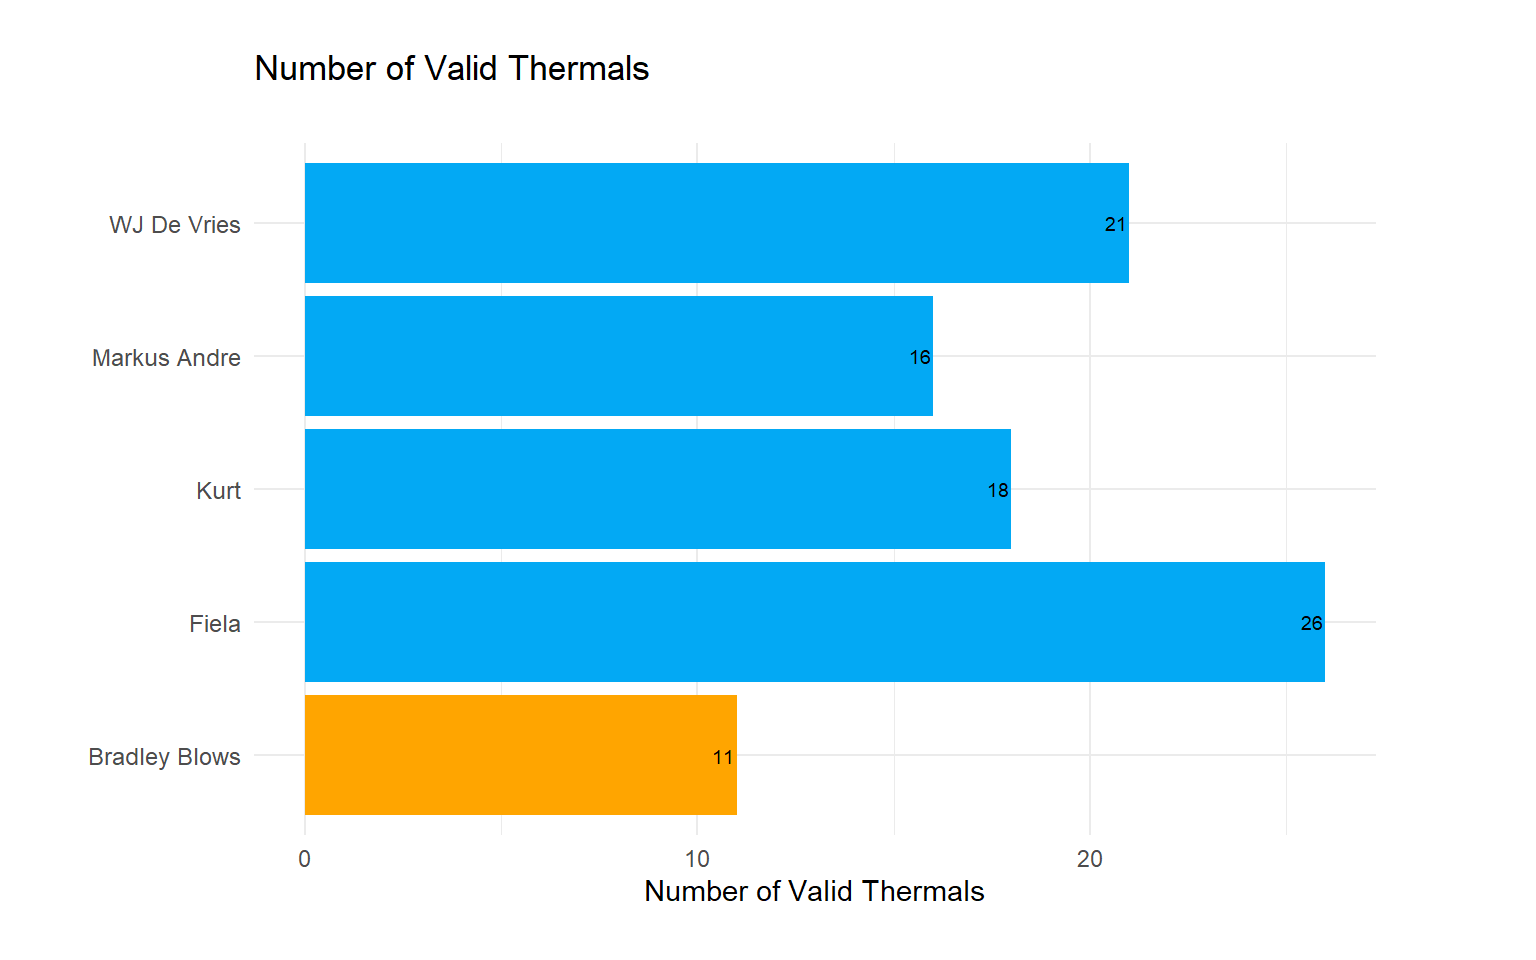 Number of Valid Thermals
WJ De Vries
21
Markus Andre
16
Kurt
18
Fiela
26
Bradley Blows
11
0
10
20
Number of Valid Thermals